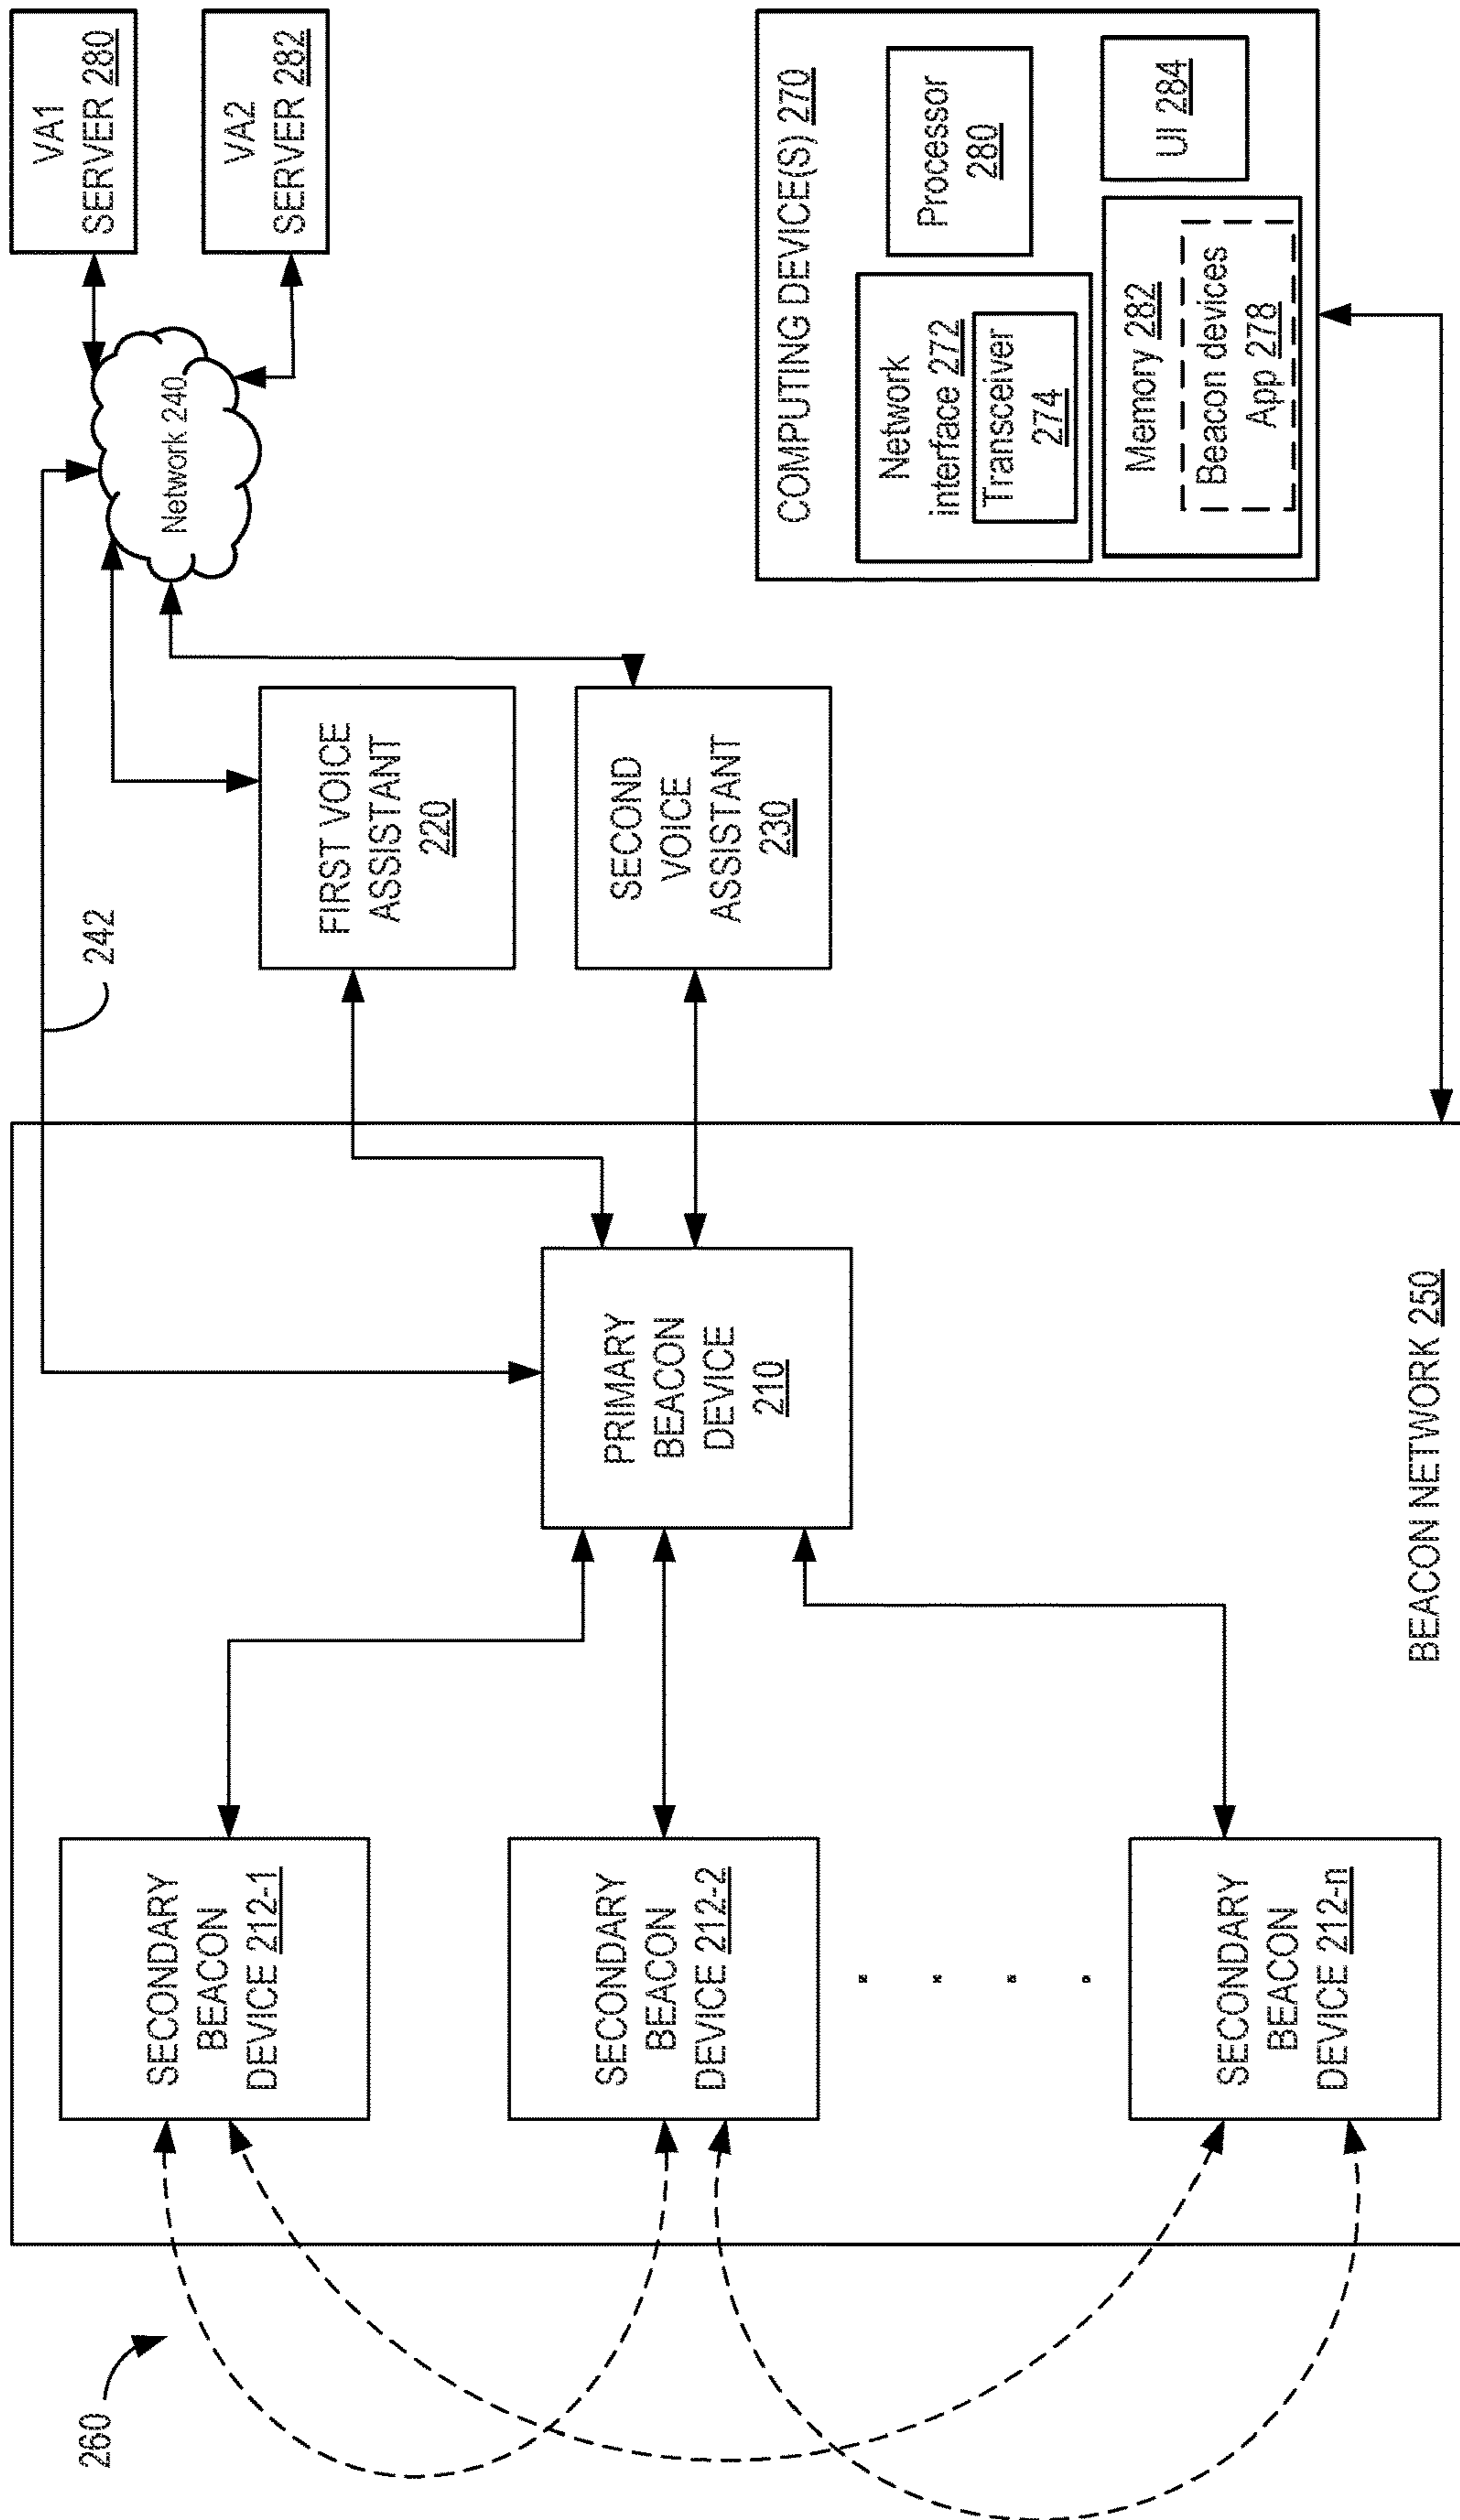 260
SECONDARY
BEACON
DEVICE 212-1
SECONDARY
BEACON
DEVICE 212-2
SECONDARY
BEACON
DEVICE 212-n
PRIMARY
BEACON
DEVICE
210
BEACON NETWORK 250
242
FIRST VOICE
ASSISTANT
220
SECOND
VOICE
ASSISTANT
230
Network 240
VA1
SERVER 280
VA2
SERVER 282
COMPUTING DEVICE(S) 270
Network
interface 272
Transceiver
274
Processor
280
Memory 282
Beacon devices
App 278
UI 284